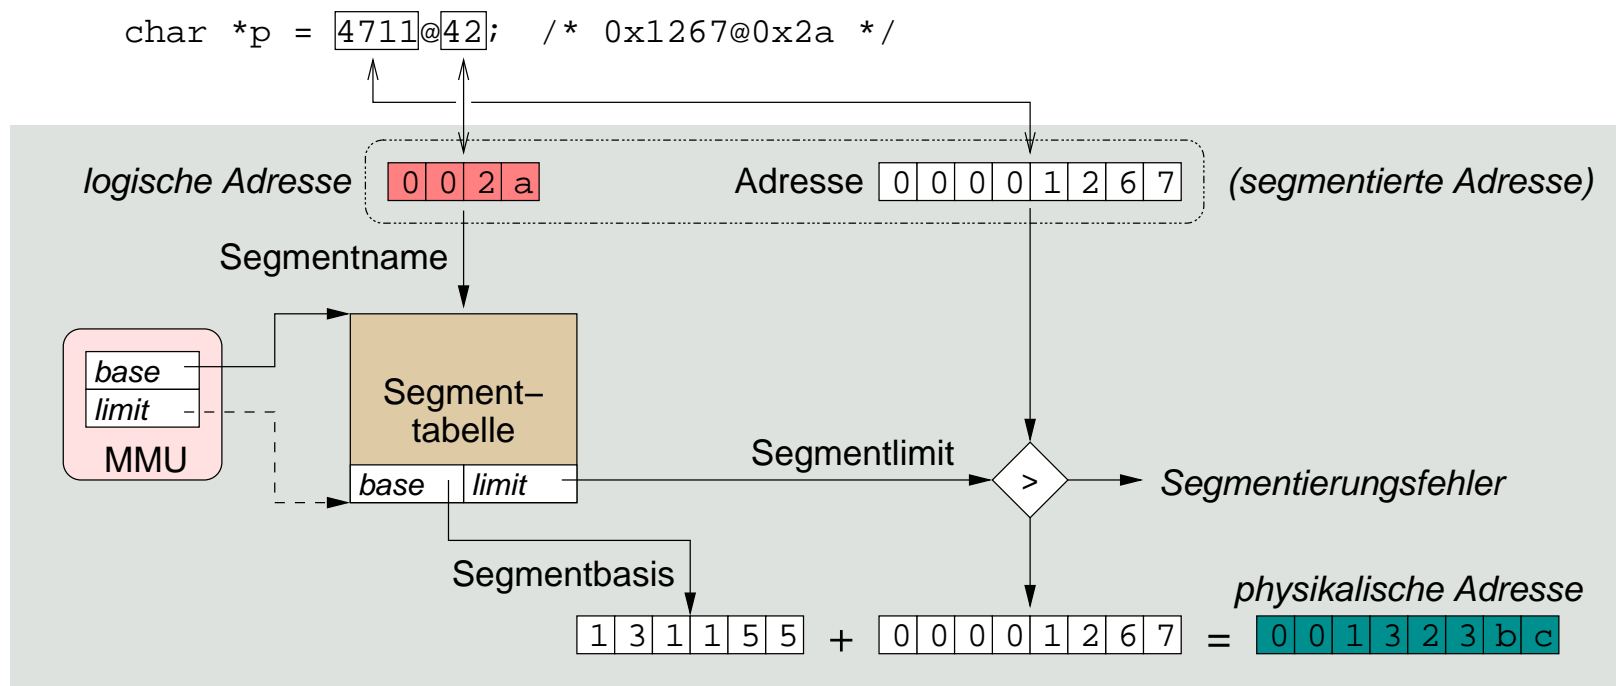 char *p = 4711@42;  /* 0x1267@0x2a */
logische Adresse 0 0 2 a Adresse 0 0 0 0 1 2 6 7 (segmentierte Adresse)
Segmentname
base
limit
MMU
Segment–
tabelle
base limit
Segmentlimit > Segmentierungsfehler
Segmentbasis
physikalische Adresse
1 3 1 1 5 5 + 0 0 0 0 1 2 6 7 = 0 0 1 3 2 3 b c